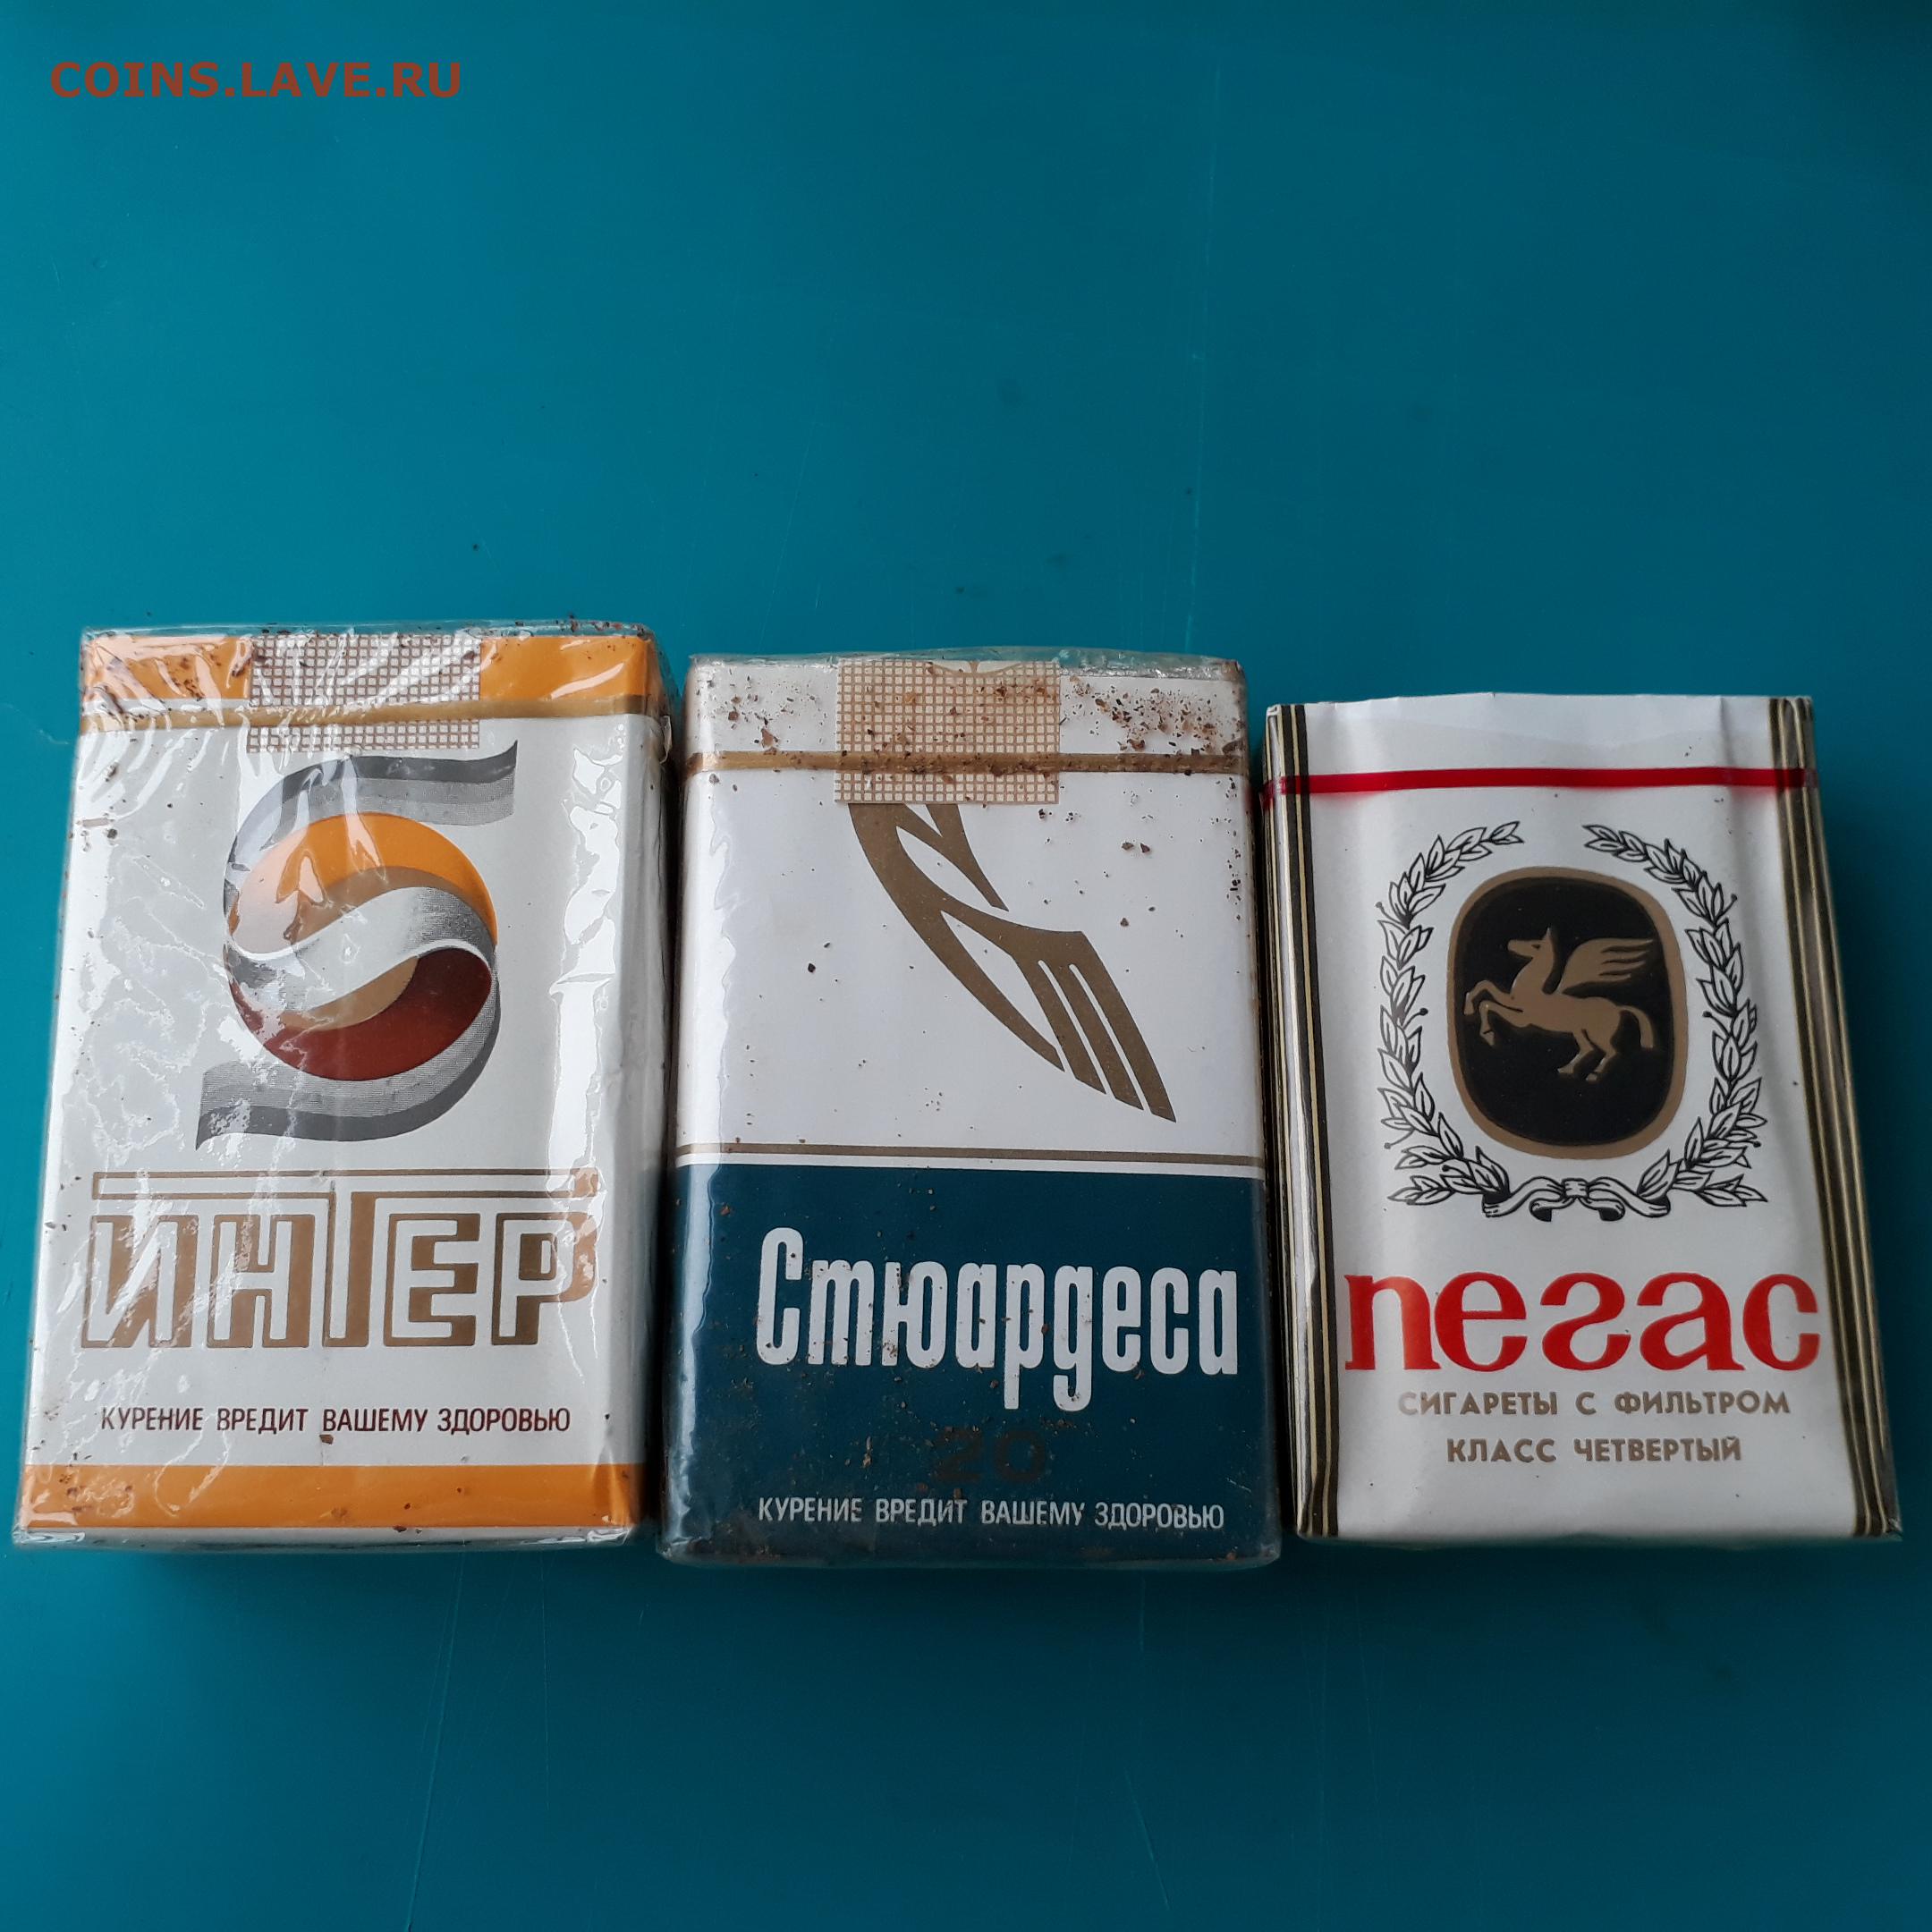 COINS.LAVE.RU
ИНТЕР
КУРЕНИЕ ВРЕДИТ ВАШЕМУ ЗДОРОВЬЮ
Стюардеса
20
КУРЕНИЕ ВРЕДИТ ВАШЕМУ ЗДОРОВЬЮ
пегас
СИГАРЕТЫ С ФИЛЬТРОМ
КЛАСС ЧЕТВЕРТЫЙ